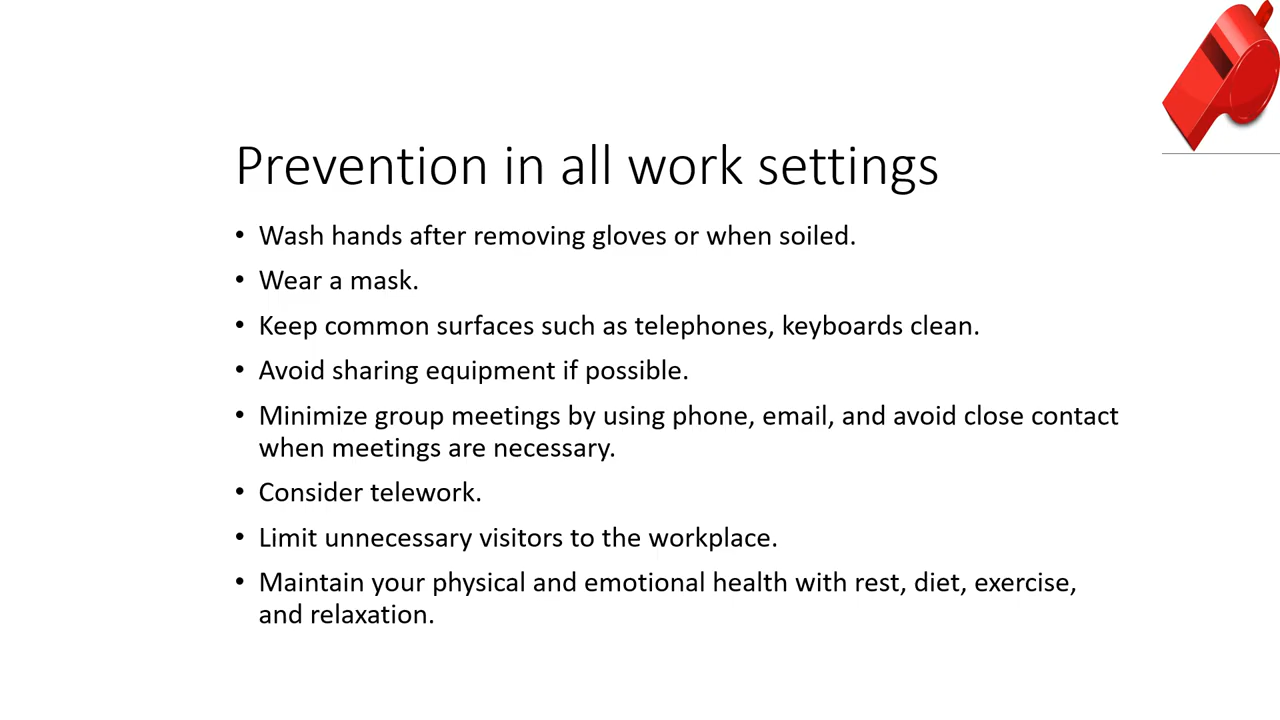 Prevention in all work settings
• Wash hands after removing gloves or when soiled.
• Wear a mask.
• Keep common surfaces such as telephones, keyboards clean.
• Avoid sharing equipment if possible.
• Minimize group meetings by using phone, email, and avoid close contact
when meetings are necessary.
• Consider telework.
• Limit unnecessary visitors to the workplace.
• Maintain your physical and emotional health with rest, diet, exercise,
and relaxation.